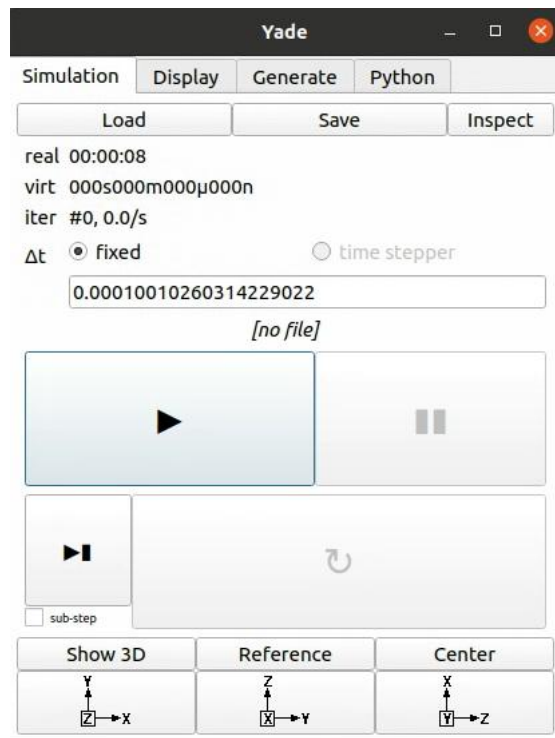 Yade
Simulation Display Generate Python
Load Save Inspect
real 00:00:08
virt 000s000m000μ000n
iter #0, 0.0/s
Δt fixed time stepper
0.00010010260314229022
[no file]
sub-step
Show 3D Reference Center
Y Z X
Z X X Y Y Z